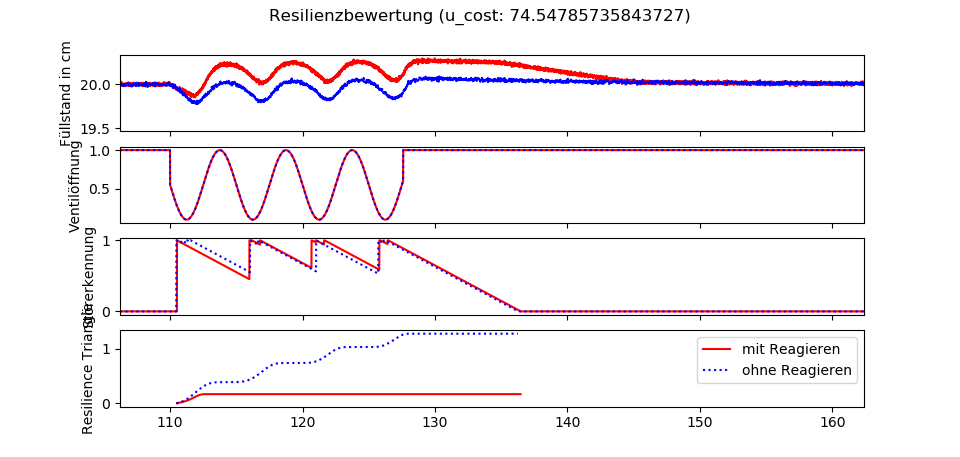 Resilienzbewertung (u_cost: 74.54785735843727)
Füllstand in cm
20.0
19.5
Ventilöffnung
1.0
0.5
Störerkennung
1
0
Resilience Triangle
1
0
mit Reagieren
ohne Reagieren
110 120 130 140 150 160